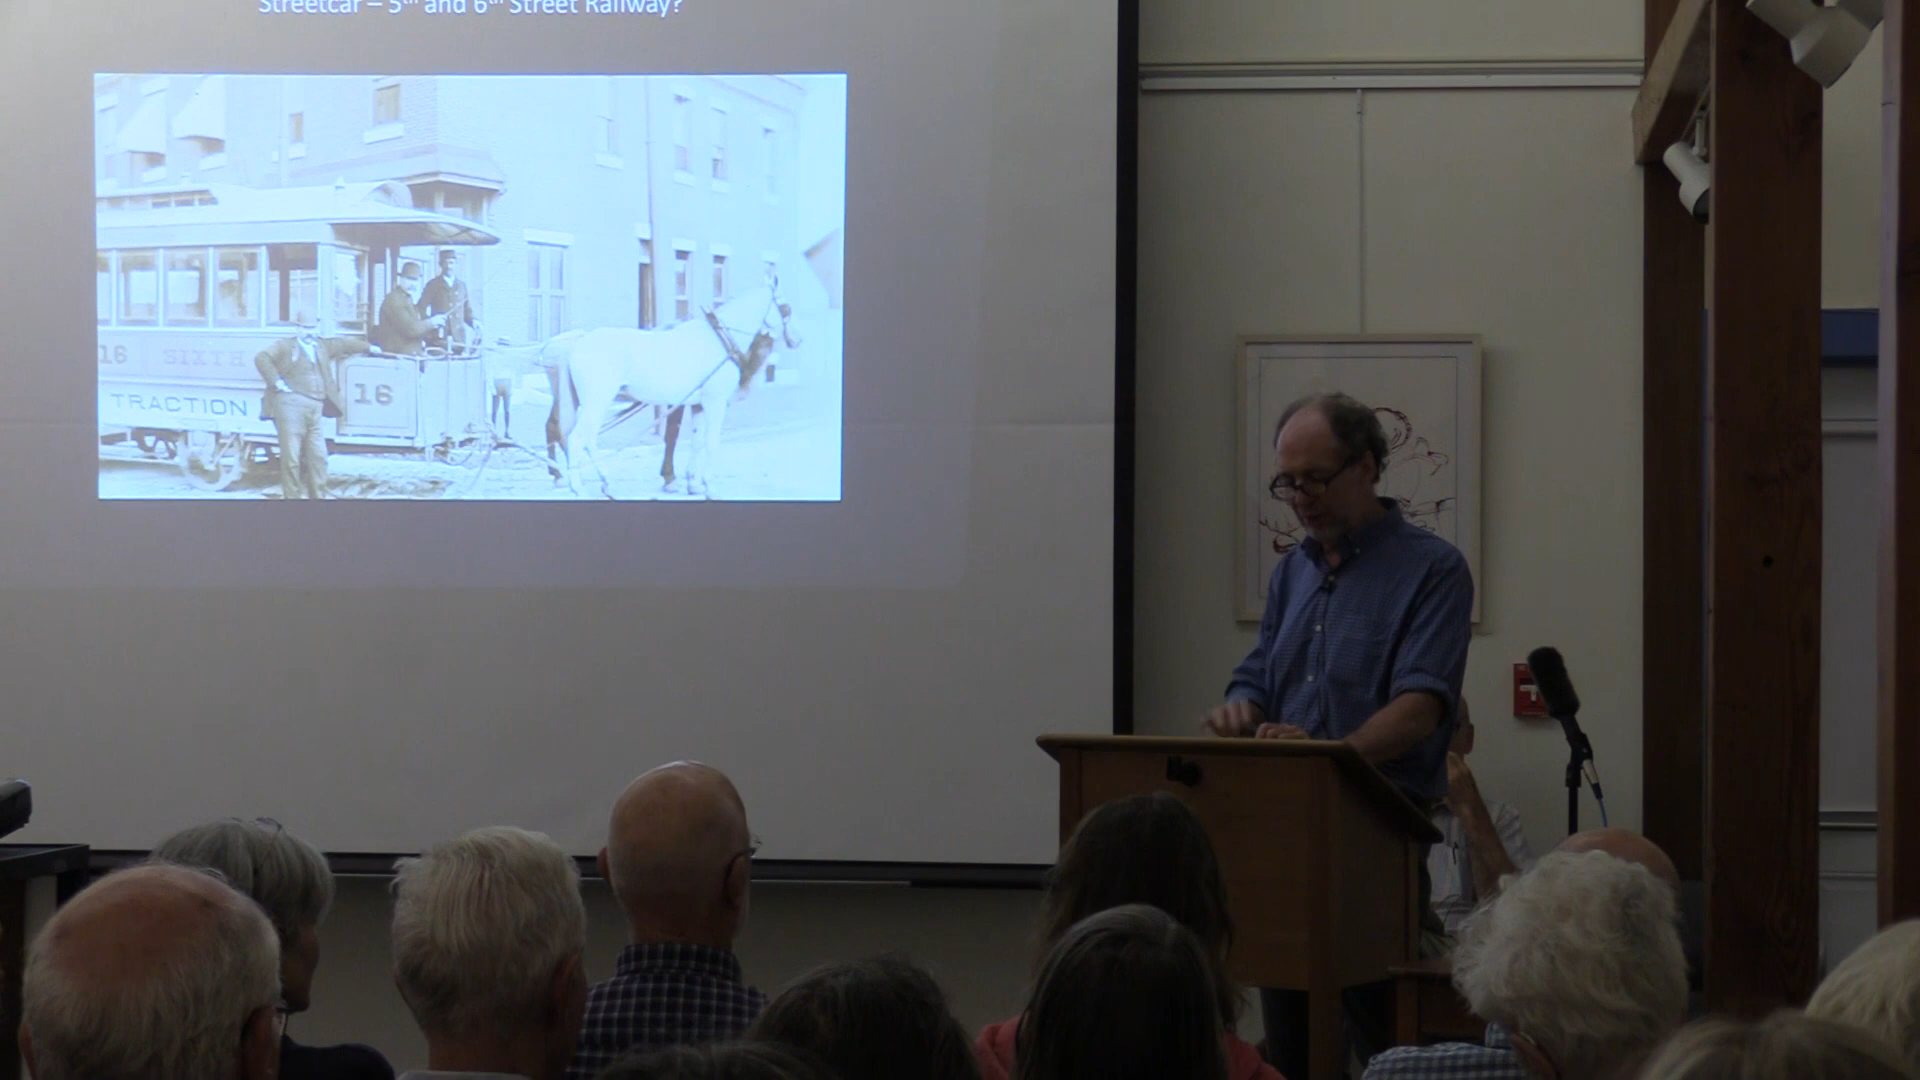 Streetcar – 5th and 6th Street Railway?
16 SIXTH
16
TRACTION